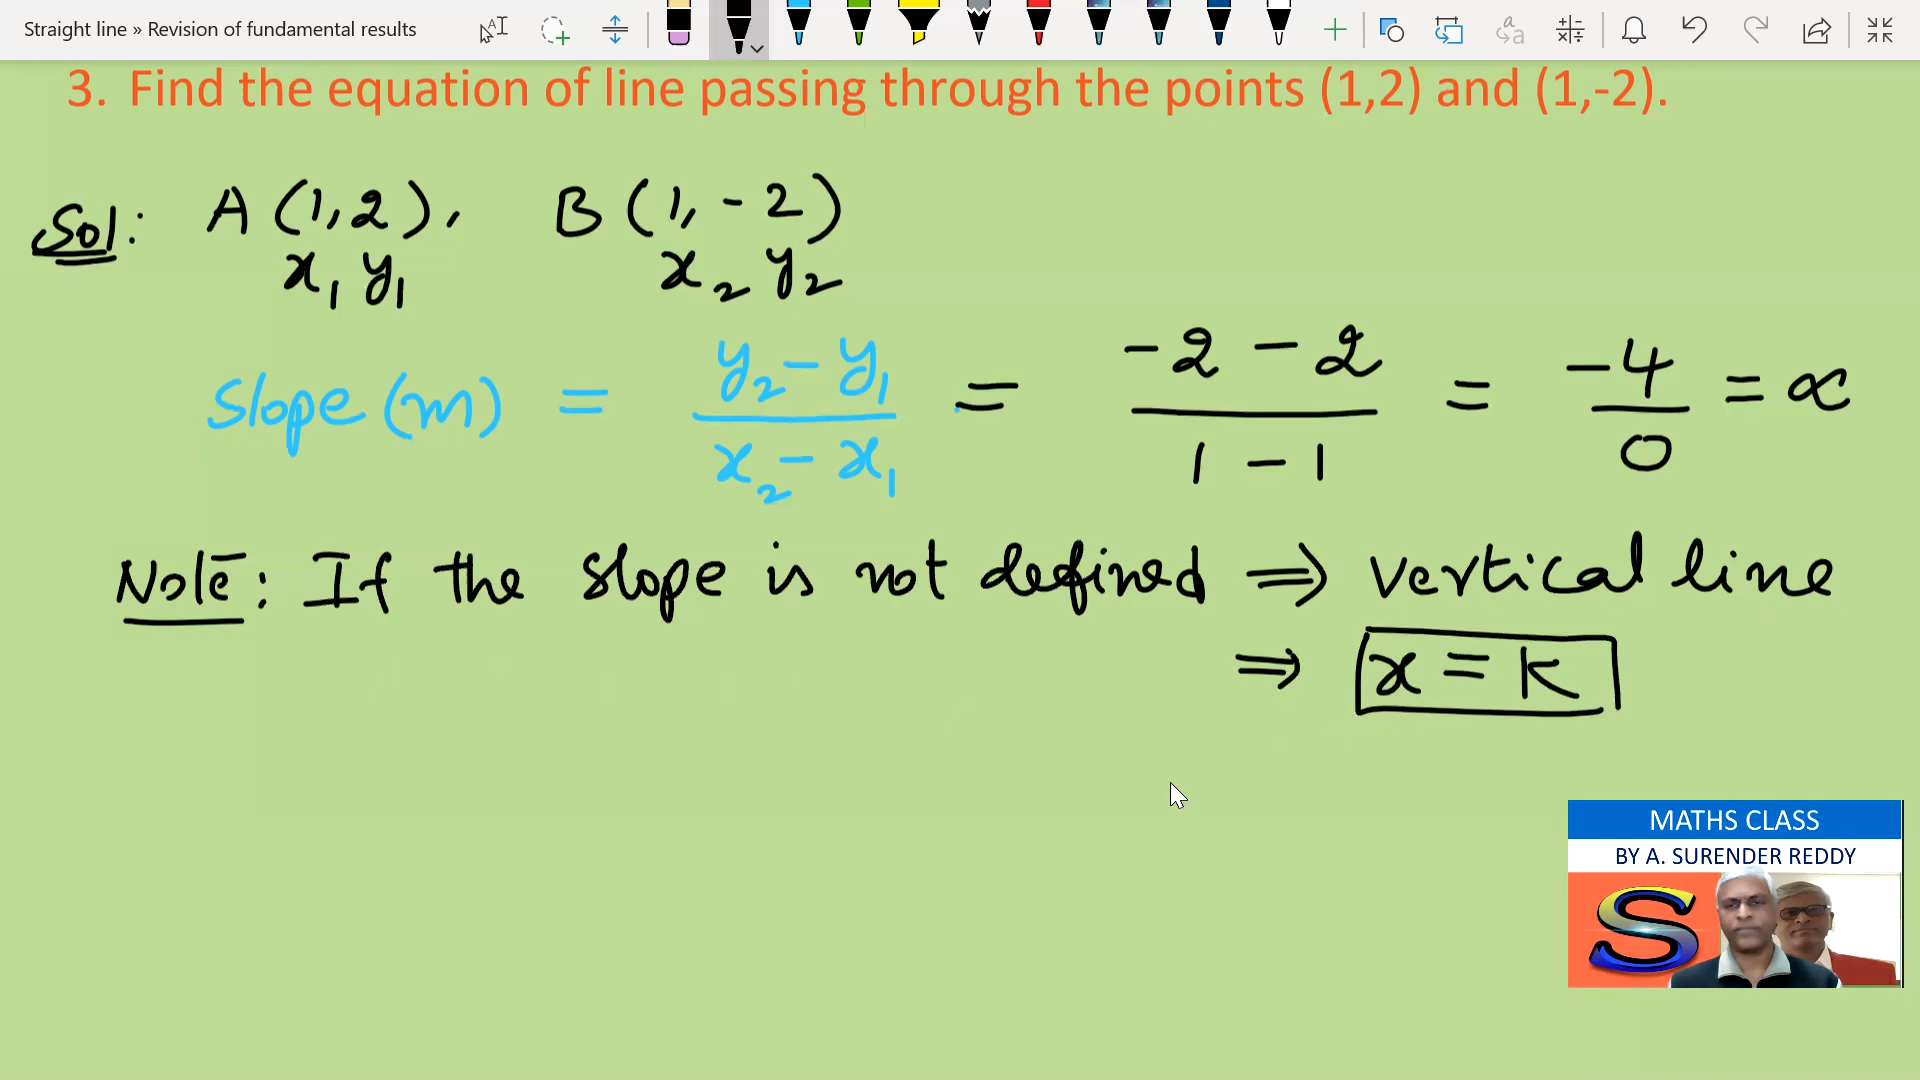 Straight line » Revision of fundamental results
3. Find the equation of line passing through the points (1,2) and (1,-2).
Sol: A (1,2), B (1,-2)
x₁ y₁ x₂ y₂
Slope (m) = (y₂ - y₁)/(x₂ - x₁) = (-2 - 2)/(1 - 1) = -4/0 = ∝
Note: If the slope is not defined ⇒ vertical line
⇒ x = k
MATHS CLASS
BY A. SURENDER REDDY
S